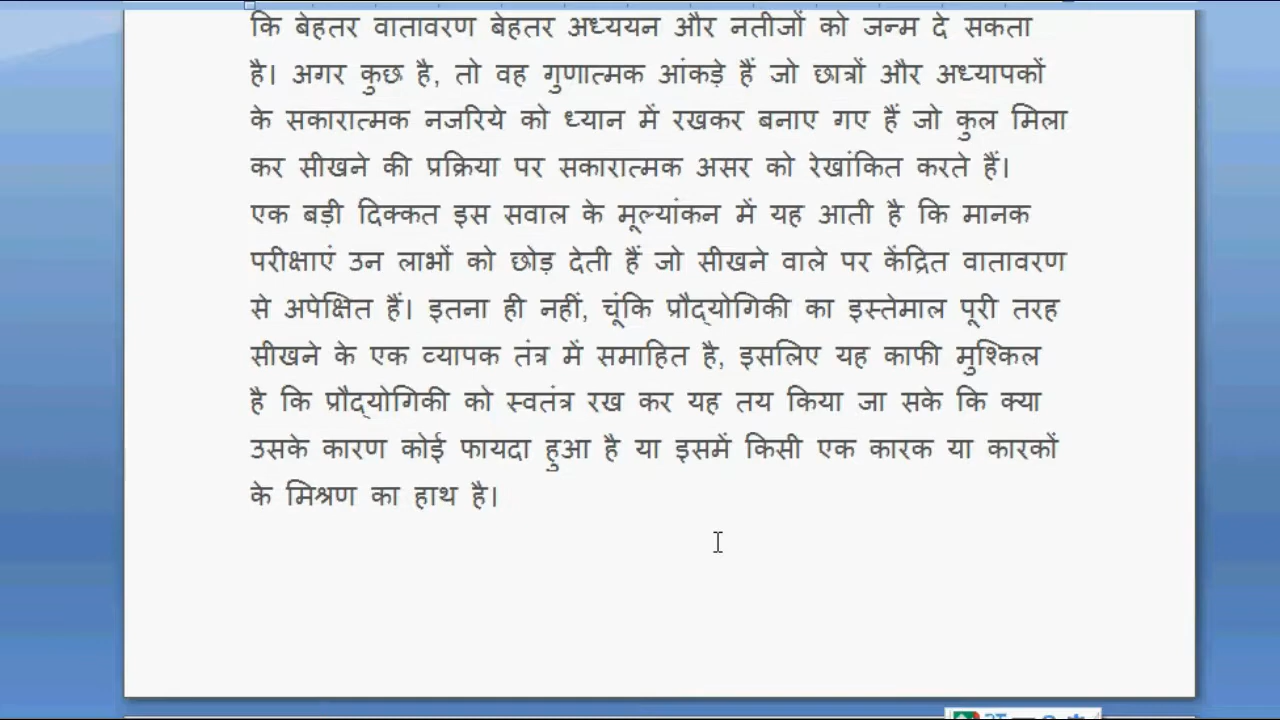 कि बेहतर वातावरण बेहतर अध्ययन और नतीजों को जन्म दे सकता
है। अगर कुछ है, तो वह गुणात्मक आंकड़े हैं जो छात्रों और अध्यापकों
के सकारात्मक नजरिये को ध्यान में रखकर बनाए गए हैं जो कुल मिला
कर सीखने की प्रक्रिया पर सकारात्मक असर को रेखांकित करते हैं।
एक बड़ी दिक्कत इस सवाल के मूल्यांकन में यह आती है कि मानक
परीक्षाएं उन लाभों को छोड़ देती हैं जो सीखने वाले पर केंद्रित वातावरण
से अपेक्षित हैं। इतना ही नहीं, चूंकि प्रौद्योगिकी का इस्तेमाल पूरी तरह
सीखने के एक व्यापक तंत्र में समाहित है, इसलिए यह काफी मुश्किल
है कि प्रौद्योगिकी को स्वतंत्र रख कर यह तय किया जा सके कि क्या
उसके कारण कोई फायदा हुआ है या इसमें किसी एक कारक या कारकों
के मिश्रण का हाथ है।